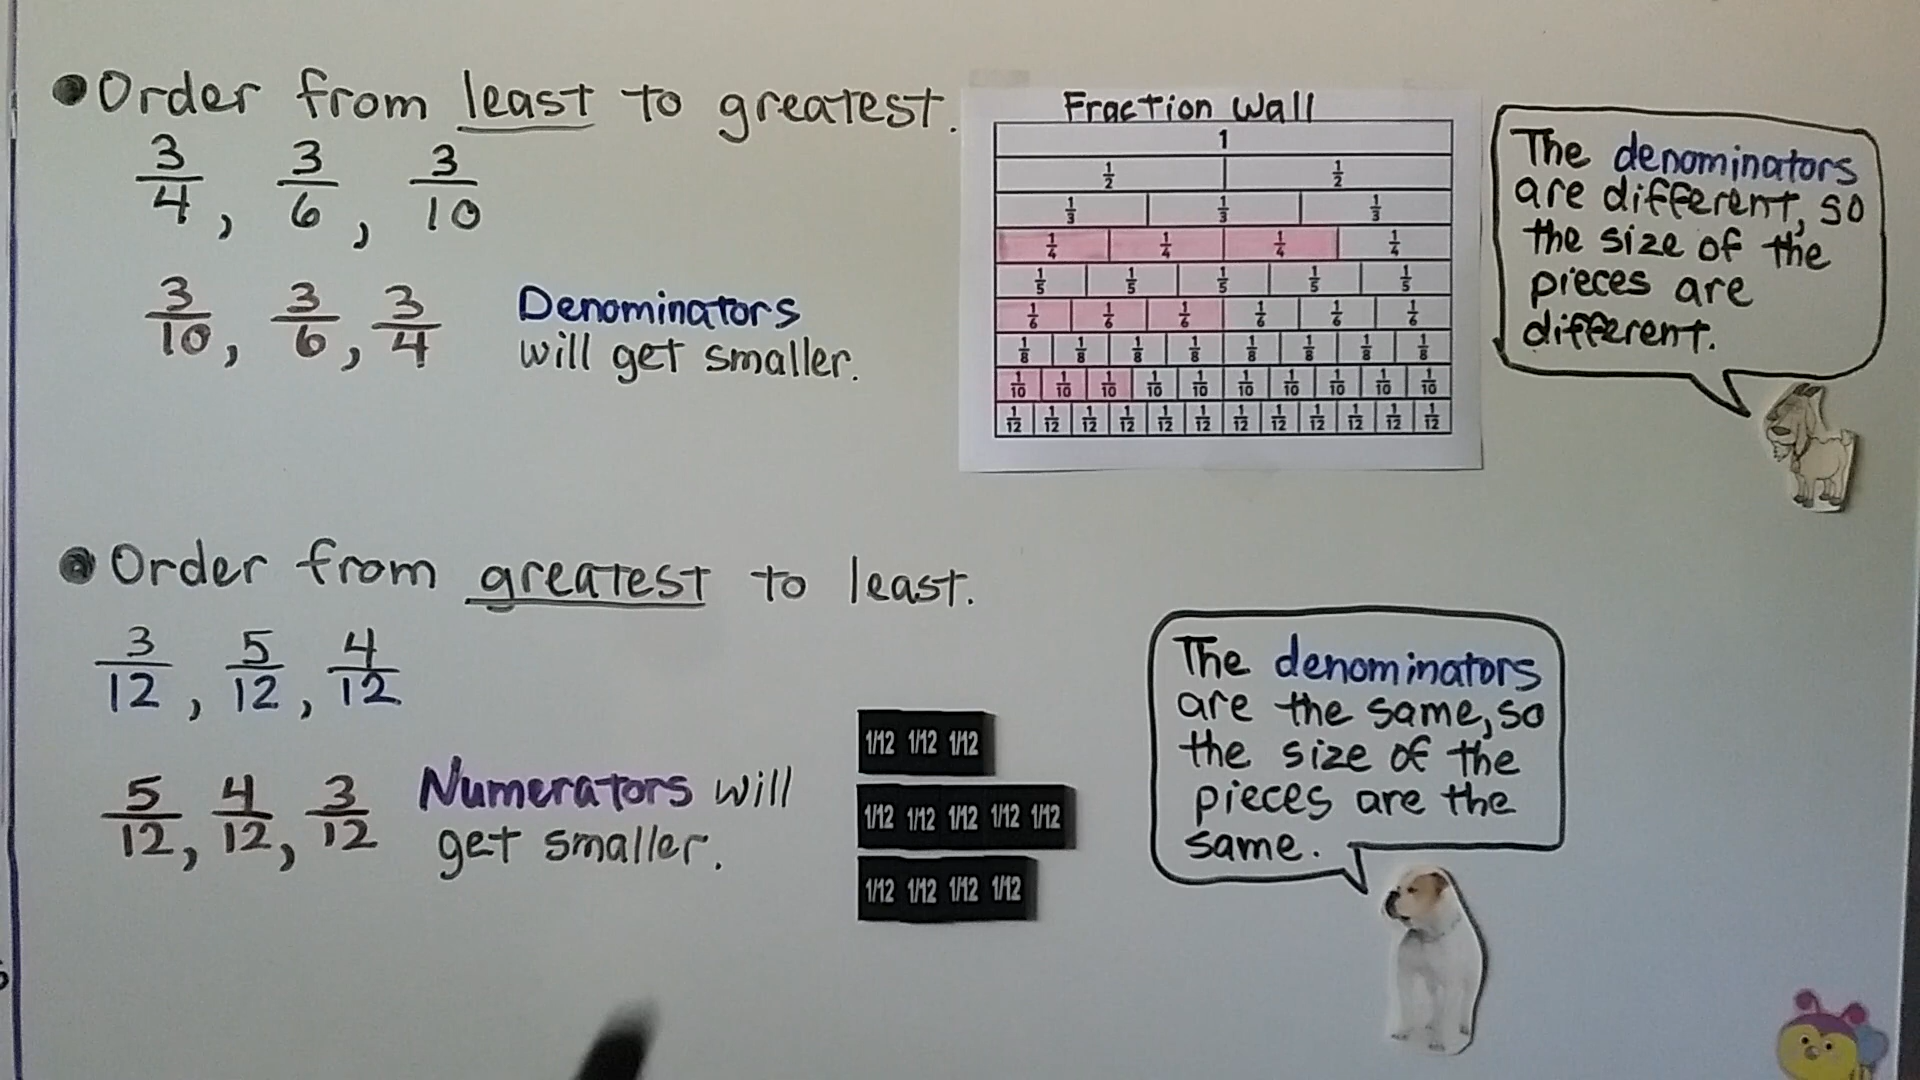 Order from least to greatest.
3/4, 3/6, 3/10
3/10, 3/6, 3/4
Denominators
will get smaller.
Fraction Wall
1
1/2 1/2
1/3 1/3 1/3
1/4 1/4 1/4 1/4
1/5 1/5 1/5 1/5 1/5
1/6 1/6 1/6 1/6 1/6 1/6
1/8 1/8 1/8 1/8 1/8 1/8 1/8 1/8
1/10 1/10 1/10 1/10 1/10 1/10 1/10 1/10 1/10 1/10
1/12 1/12 1/12 1/12 1/12 1/12 1/12 1/12 1/12 1/12 1/12 1/12
The denominators
are different, so
the size of the
pieces are
different.
Order from greatest to least.
3/12, 5/12, 4/12
5/12, 4/12, 3/12
Numerators will
get smaller.
1/12 1/12 1/12
1/12 1/12 1/12 1/12 1/12
1/12 1/12 1/12 1/12
The denominators
are the same, so
the size of the
pieces are the
same.